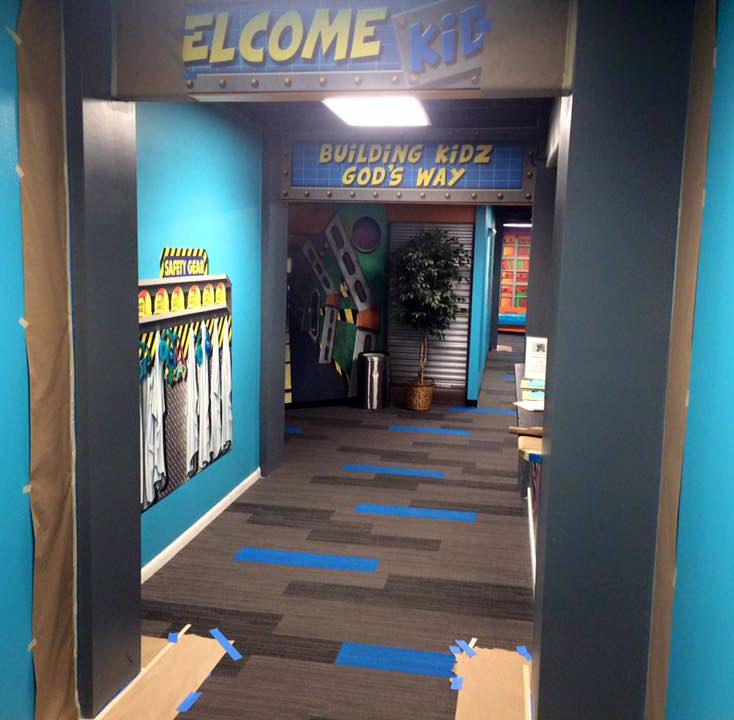 ELCOME KID
BUILDING KIDZ
GOD'S WAY
SAFETY GEAR